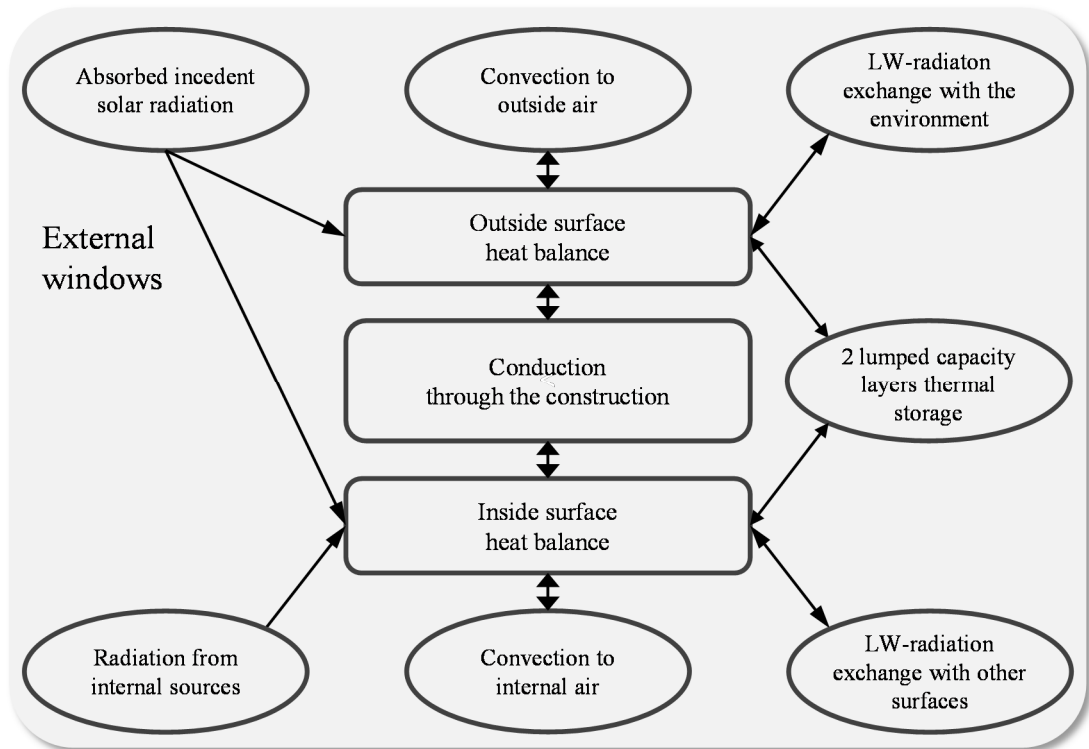 Absorbed incedent
solar radiation
Convection to
outside air
LW-radiaton
exchange with the
environment
External
windows
Outside surface
heat balance
Conduction
through the construction
2 lumped capacity
layers thermal
storage
Inside surface
heat balance
Radiation from
internal sources
Convection to
internal air
LW-radiation
exchange with other
surfaces